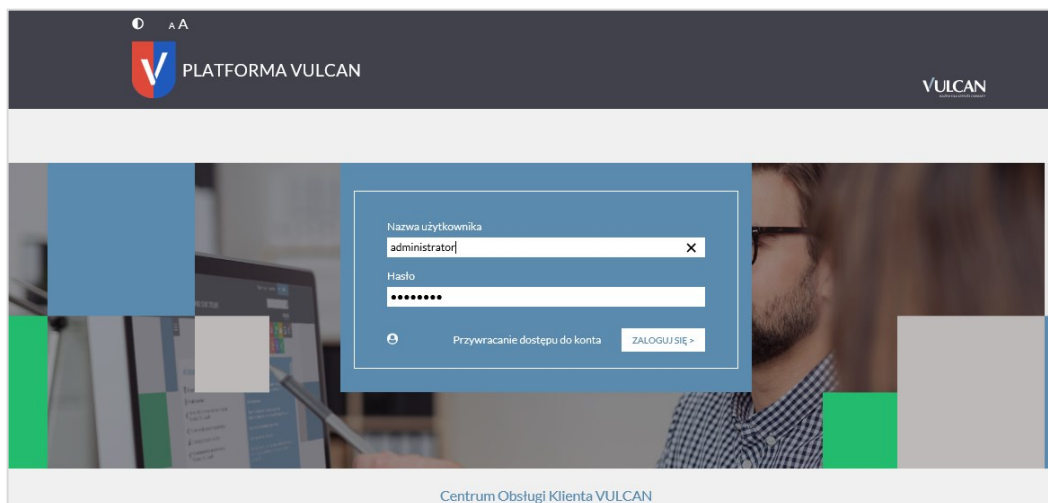 A A
PLATFORMA VULCAN
VULCAN
Nazwa użytkownika
administrator
Hasło
Przywracanie dostępu do konta
ZALOGUJ SIĘ >
Centrum Obsługi Klienta VULCAN